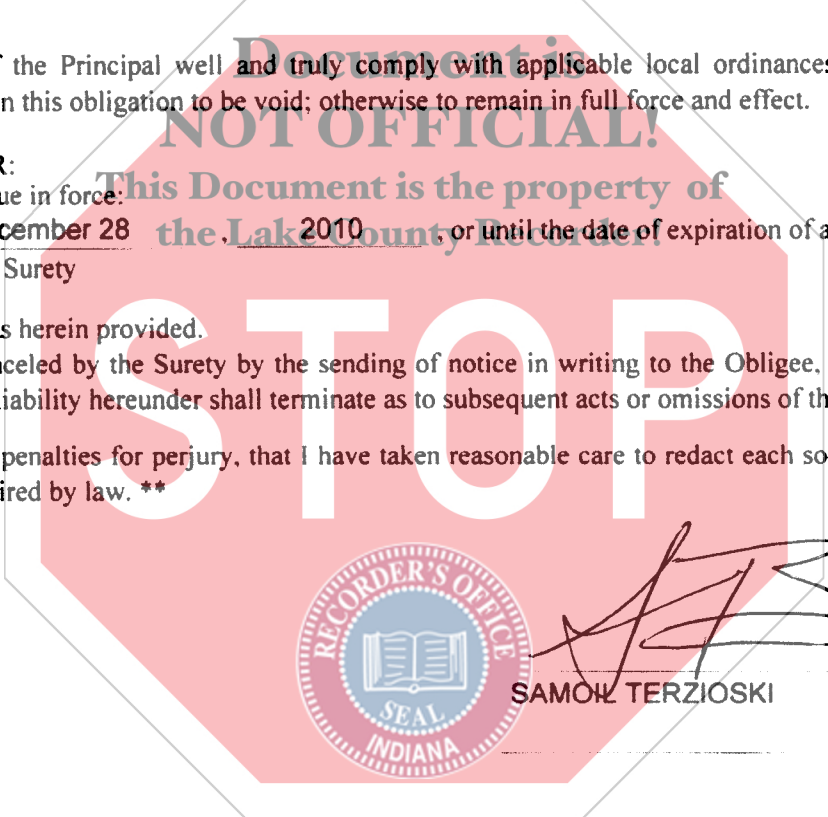 f the Principal well and truly comply with applicable local ordinances
n this obligation to be void; otherwise to remain in full force and effect.
Document is
NOT OFFICIAL!
This Document is the property of
the Lake County Recorder!
R:
ue in force:
cember 28 , 2010 , or until the date of expiration of a
Surety
s herein provided.
nceled by the Surety by the sending of notice in writing to the Obligee,
iability hereunder shall terminate as to subsequent acts or omissions of th
penalties for perjury, that I have taken reasonable care to redact each so
ired by law. **
STOP
RECORDER'S OFFICE
SEAL
INDIANA
SAMOIL TERZIOSKI